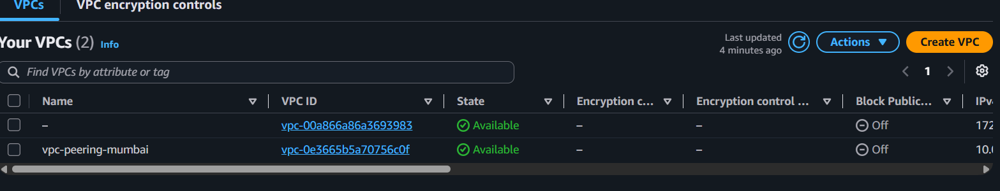 VPCs VPC encryption controls
Your VPCs (2) Info
Last updated
4 minutes ago
Actions
Create VPC
Find VPCs by attribute or tag
1
Name VPC ID State Encryption c... Encryption control ... Block Public... IPv
– vpc-00a866a86a3693983 Available – – Off 172
vpc-peering-mumbai vpc-0e3665b5a70756c0f Available – – Off 10.